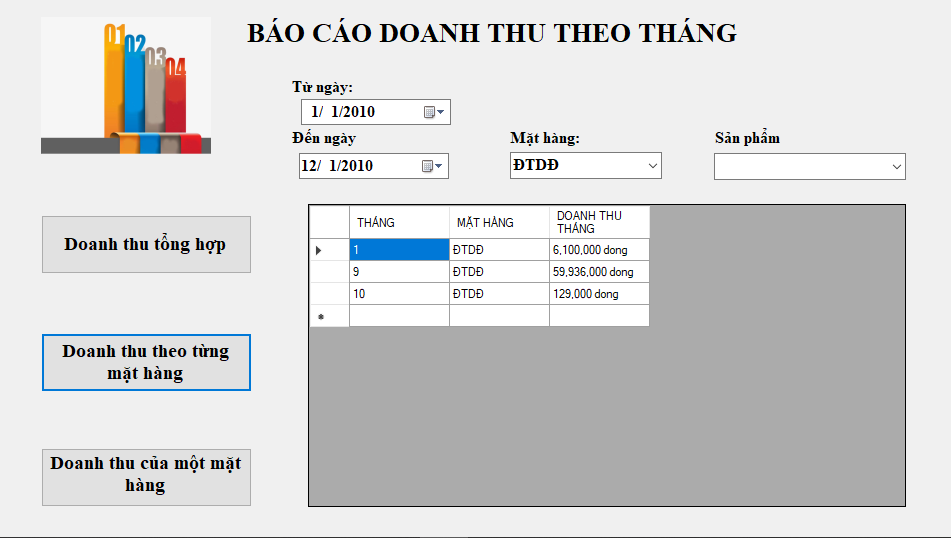 01
02
03
04
BÁO CÁO DOANH THU THEO THÁNG
Từ ngày:
1/ 1/2010
Đến ngày
Mặt hàng:
Sản phẩm
12/ 1/2010
ĐTDĐ
Doanh thu tổng hợp
Doanh thu theo từng
mặt hàng
Doanh thu của một mặt
hàng
THÁNG MẶT HÀNG DOANH THU
THÁNG
1 ĐTDĐ 6,100,000 dong
9 ĐTDĐ 59,936,000 dong
10 ĐTDĐ 129,000 dong